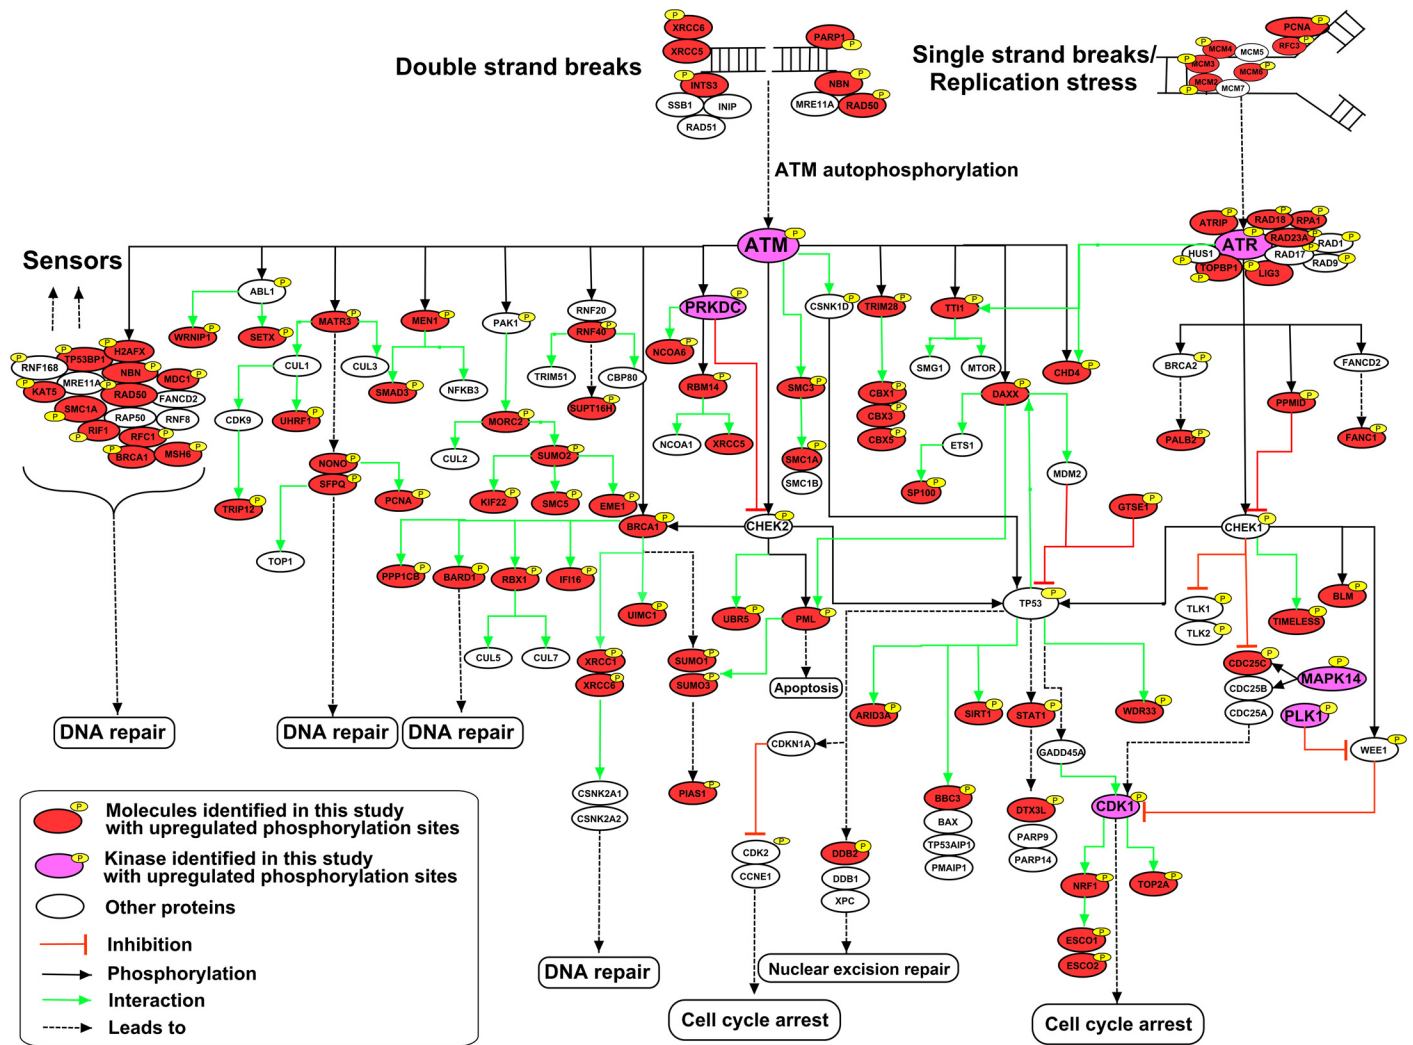 Double strand breaks
XRCC6
P
XRCC5
PARP1
P
INTS3
P
SSB1
INIP
RAD51
NBN
P
MRE11A
RAD50
P
Single strand breaks/
Replication stress
PCNA
P
RFC3
P
MCM4
P
MCM5
MCM3
P
MCM6
P
MCM2
P
MCM7
ATM autophosphorylation
ATM
P
ATRIP
P
RAD18
P
RPA1
P
ATR
P
RAD23A
P
RAD1
P
HUS1
P
RAD17
P
RAD9
P
TOPBP1
P
LIG3
Sensors
RNF168
P
TP53BP1
P
H2AFX
P
MRE11A
NBN
P
MDC1
P
KAT5
P
RAD50
P
FANCD2
SMC1A
P
RAP50
RNF8
RIF1
P
RFC1
P
BRCA1
P
MSH6
P
DNA repair
ABL1
P
WRNIP1
P
SETX
P
MATR3
P
CUL1
CUL3
CDK9
UHRF1
P
TRIP12
P
NONO
P
SFPQ
P
PCNA
P
TOP1
DNA repair
MEN1
P
SMAD3
P
NFKB3
PAK1
P
MORC2
P
CUL2
SUMO2
P
KIF22
P
SMC5
P
EME1
P
RNF20
RNF40
P
TRIM51
CBP80
SUPT16H
P
PRKDC
P
NCOA6
P
RBM14
P
NCOA1
XRCC5
P
SMC3
P
SMC1A
P
SMC1B
CSNK1D
P
TRIM28
P
CBX1
P
CBX3
P
CBX5
P
TTI1
P
SMG1
MTOR
DAXX
P
ETS1
SP100
P
MDM2
CHD4
P
GTSE1
P
BRCA2
P
PALB2
P
PPMID
P
FANCD2
FANC1
P
BRCA1
P
CHEK2
P
CHEK1
P
PPP1CB
P
BARD1
P
RBX1
P
IFI16
P
CUL5
CUL7
DNA repair
UIMC1
P
XRCC1
P
XRCC6
P
SUMO1
P
SUMO3
P
PIAS1
P
CSNK2A1
CSNK2A2
DNA repair
UBR5
P
PML
P
Apoptosis
TP53
P
TLK1
P
TLK2
P
TIMELESS
P
BLM
P
CDC25C
P
CDC25B
CDC25A
MAPK14
P
PLK1
P
WEE1
P
ARID3A
P
SIRT1
P
STAT1
P
WDR33
P
GADD45A
CDKN1A
CDK2
P
CCNE1
Cell cycle arrest
DDB2
P
DDB1
XPC
Nuclear excision repair
BBC3
P
BAX
TP53AIP1
PMAIP1
DTX3L
P
PARP9
PARP14
CDK1
P
NRF1
P
TOP2A
P
ESCO1
P
ESCO2
P
Cell cycle arrest
P
Molecules identified in this study
with upregulated phosphorylation sites
P
Kinase identified in this study
with upregulated phosphorylation sites
Other proteins
Inhibition
Phosphorylation
Interaction
Leads to